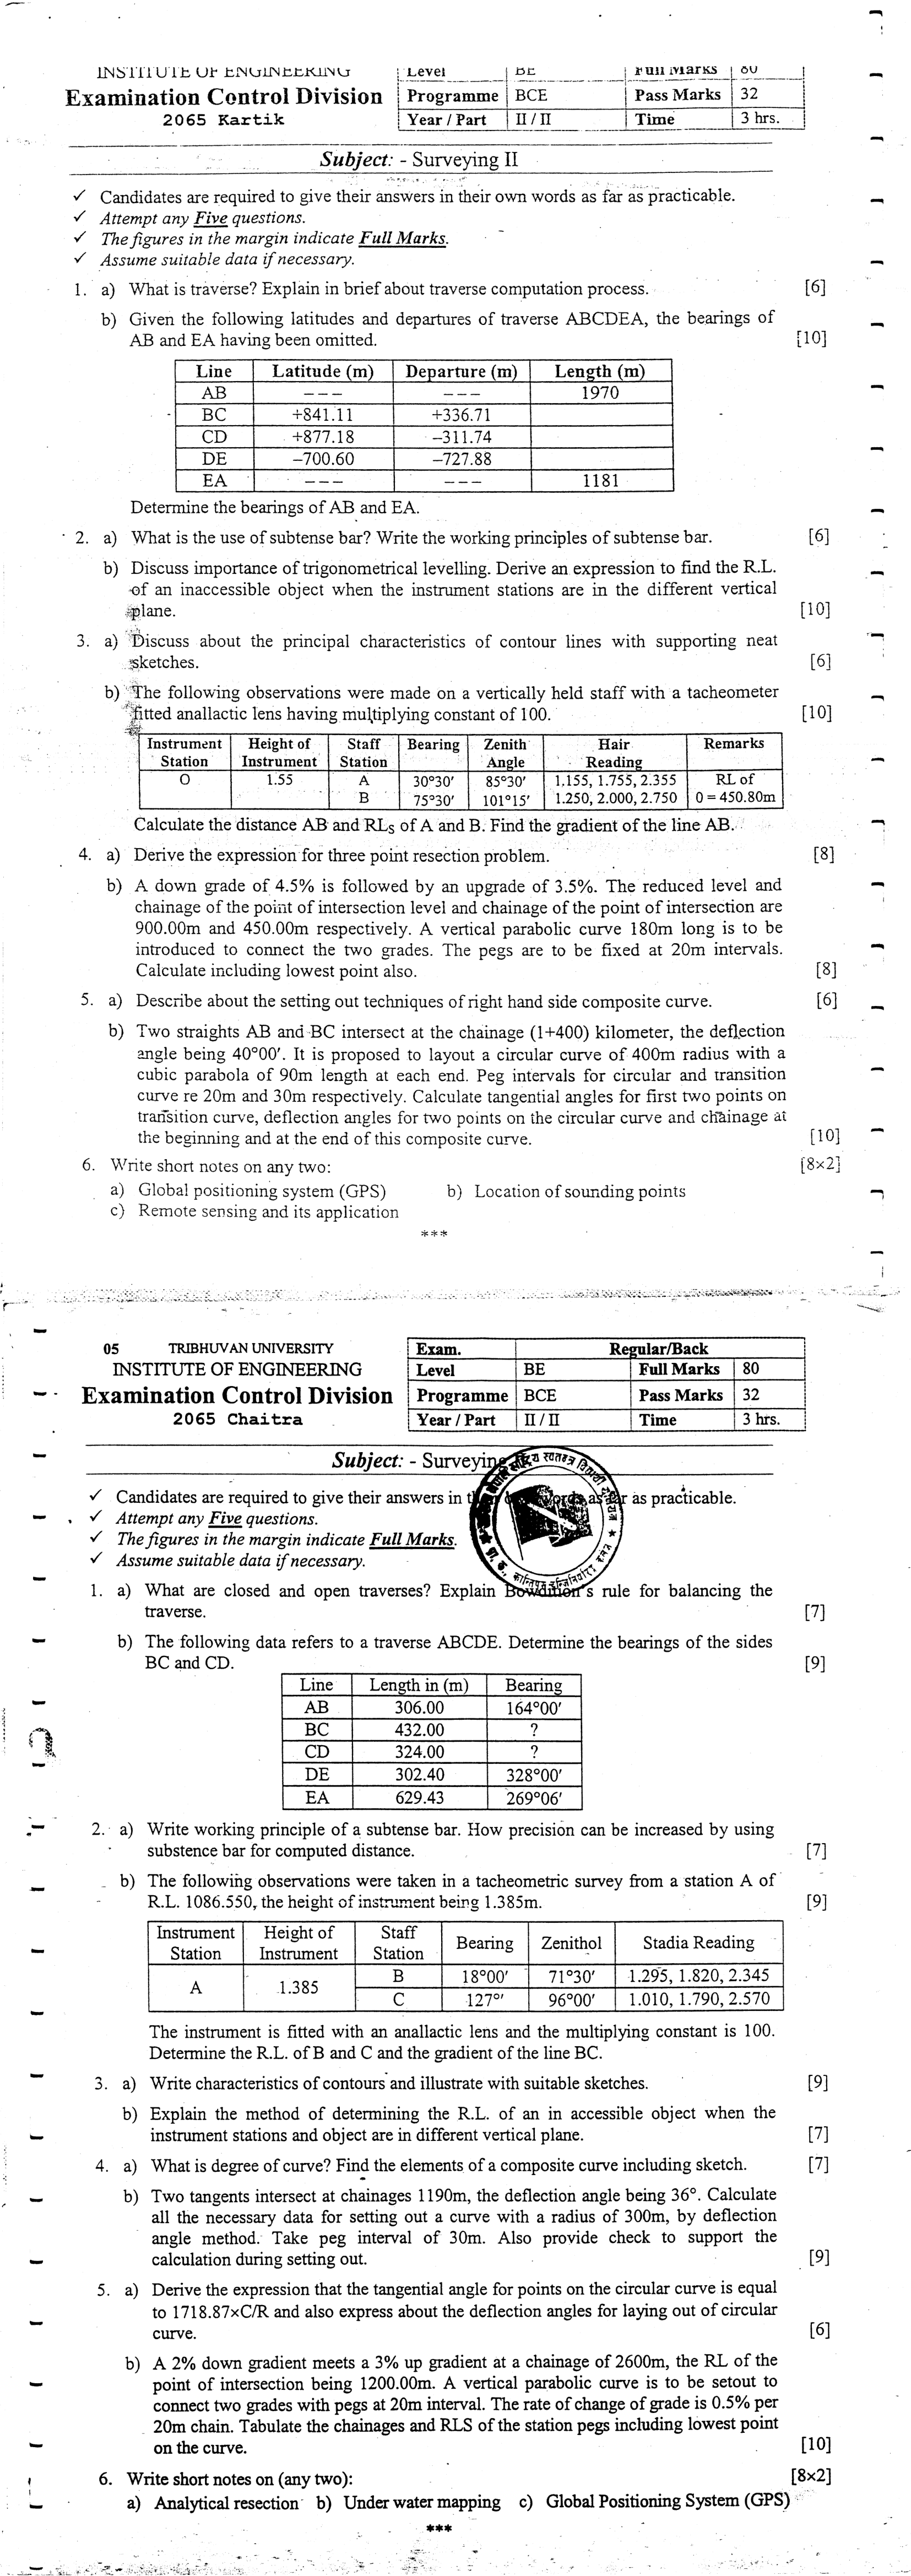 INSTITUTE OF ENGINEERING
Level BE Full Marks 80
Examination Control Division
Programme BCE Pass Marks 32
2065 Kartik
Year / Part II / II Time 3 hrs.
Subject: - Surveying II
✓ Candidates are required to give their answers in their own words as far as practicable.
✓ Attempt any Five questions.
✓ The figures in the margin indicate Full Marks.
✓ Assume suitable data if necessary.
1. a) What is traverse? Explain in brief about traverse computation process. [6]
b) Given the following latitudes and departures of traverse ABCDEA, the bearings of
AB and EA having been omitted. [10]
Line Latitude (m) Departure (m) Length (m)
AB – – – – – – 1970
BC +841.11 +336.71
CD +877.18 –311.74
DE –700.60 –727.88
EA – – – – – – 1181
Determine the bearings of AB and EA.
2. a) What is the use of subtense bar? Write the working principles of subtense bar. [6]
b) Discuss importance of trigonometrical levelling. Derive an expression to find the R.L.
of an inaccessible object when the instrument stations are in the different vertical
plane. [10]
3. a) Discuss about the principal characteristics of contour lines with supporting neat
sketches. [6]
b) The following observations were made on a vertically held staff with a tacheometer
fitted anallactic lens having multiplying constant of 100. [10]
Instrument Station Height of Instrument Staff Station Bearing Zenith Angle Hair Reading Remarks
O 1.55 A 30°30' 85°30' 1.155, 1.755, 2.355 RL of
B 75°30' 101°15' 1.250, 2.000, 2.750 0 = 450.80m
Calculate the distance AB and RLs of A and B. Find the gradient of the line AB.
4. a) Derive the expression for three point resection problem. [8]
b) A down grade of 4.5% is followed by an upgrade of 3.5%. The reduced level and
chainage of the point of intersection level and chainage of the point of intersection are
900.00m and 450.00m respectively. A vertical parabolic curve 180m long is to be
introduced to connect the two grades. The pegs are to be fixed at 20m intervals.
Calculate including lowest point also. [8]
5. a) Describe about the setting out techniques of right hand side composite curve. [6]
b) Two straights AB and BC intersect at the chainage (1+400) kilometer, the deflection
angle being 40°00'. It is proposed to layout a circular curve of 400m radius with a
cubic parabola of 90m length at each end. Peg intervals for circular and transition
curve re 20m and 30m respectively. Calculate tangential angles for first two points on
transition curve, deflection angles for two points on the circular curve and chainage at
the beginning and at the end of this composite curve. [10]
6. Write short notes on any two: [8×2]
a) Global positioning system (GPS) b) Location of sounding points
c) Remote sensing and its application
***
05 TRIBHUVAN UNIVERSITY
Exam. Regular/Back
INSTITUTE OF ENGINEERING
Level BE Full Marks 80
Examination Control Division
Programme BCE Pass Marks 32
2065 Chaitra
Year / Part II / II Time 3 hrs.
Subject: - Surveying
✓ Candidates are required to give their answers in words as far as practicable.
✓ Attempt any Five questions.
✓ The figures in the margin indicate Full Marks.
✓ Assume suitable data if necessary.
1. a) What are closed and open traverses? Explain Bowdition's rule for balancing the
traverse. [7]
b) The following data refers to a traverse ABCDE. Determine the bearings of the sides
BC and CD. [9]
Line Length in (m) Bearing
AB 306.00 164°00'
BC 432.00 ?
CD 324.00 ?
DE 302.40 328°00'
EA 629.43 269°06'
2. a) Write working principle of a subtense bar. How precision can be increased by using
substence bar for computed distance. [7]
b) The following observations were taken in a tacheometric survey from a station A of
R.L. 1086.550, the height of instrument being 1.385m. [9]
Instrument Station Height of Instrument Staff Station Bearing Zenithol Stadia Reading
A 1.385 B 18°00' 71°30' 1.295, 1.820, 2.345
C 127°' 96°00' 1.010, 1.790, 2.570
The instrument is fitted with an anallactic lens and the multiplying constant is 100.
Determine the R.L. of B and C and the gradient of the line BC.
3. a) Write characteristics of contours and illustrate with suitable sketches. [9]
b) Explain the method of determining the R.L. of an in accessible object when the
instrument stations and object are in different vertical plane. [7]
4. a) What is degree of curve? Find the elements of a composite curve including sketch. [7]
b) Two tangents intersect at chainages 1190m, the deflection angle being 36°. Calculate
all the necessary data for setting out a curve with a radius of 300m, by deflection
angle method. Take peg interval of 30m. Also provide check to support the
calculation during setting out. [9]
5. a) Derive the expression that the tangential angle for points on the circular curve is equal
to 1718.87×C/R and also express about the deflection angles for laying out of circular
curve. [6]
b) A 2% down gradient meets a 3% up gradient at a chainage of 2600m, the RL of the
point of intersection being 1200.00m. A vertical parabolic curve is to be setout to
connect two grades with pegs at 20m interval. The rate of change of grade is 0.5% per
20m chain. Tabulate the chainages and RLS of the station pegs including lowest point
on the curve. [10]
6. Write short notes on (any two): [8×2]
a) Analytical resection b) Under water mapping c) Global Positioning System (GPS)
***